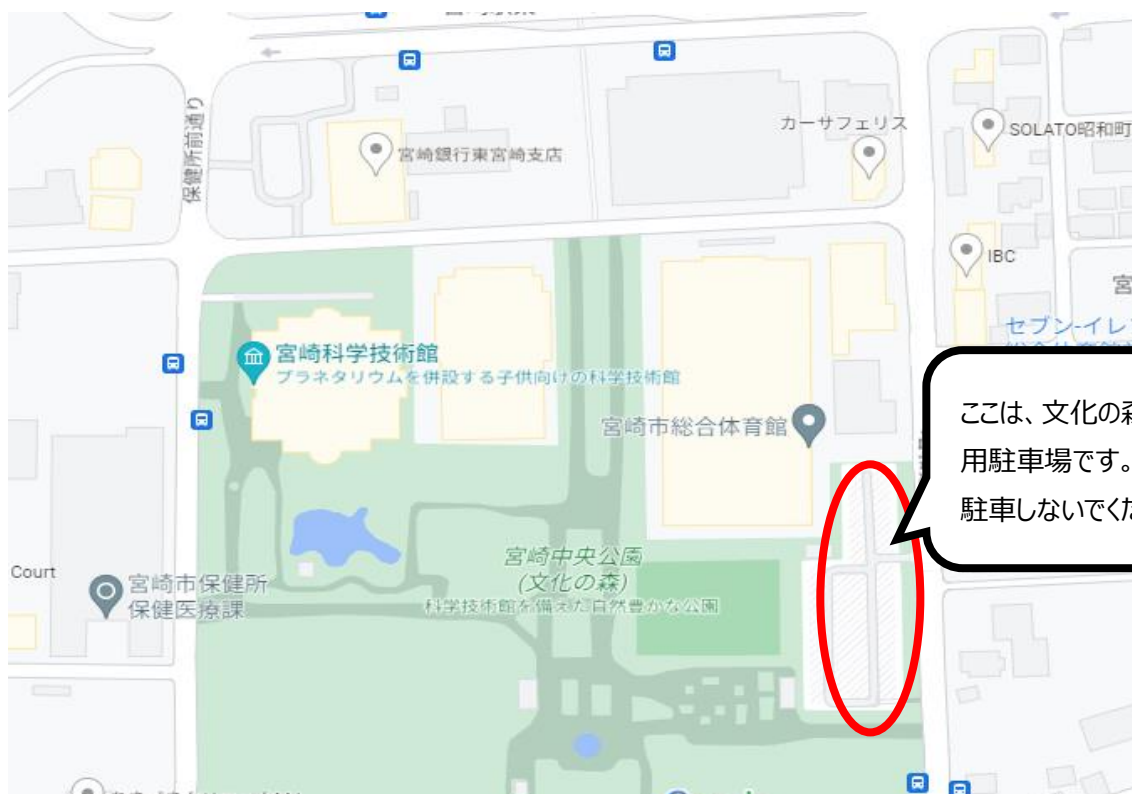 保健所前通り
宮崎銀行東宮崎支店
カーサフェリス
SOLATO昭和町
IBC
宮
セブン-イレ
宮崎科学技術館
プラネタリウムを併設する子供向けの科学技術館
宮崎市総合体育館
ここは、文化の森
用駐車場です。
駐車しないでくだ
宮崎中央公園
(文化の森)
科学技術館を備えた自然豊かな公園
Court
宮崎市保健所
保健医療課